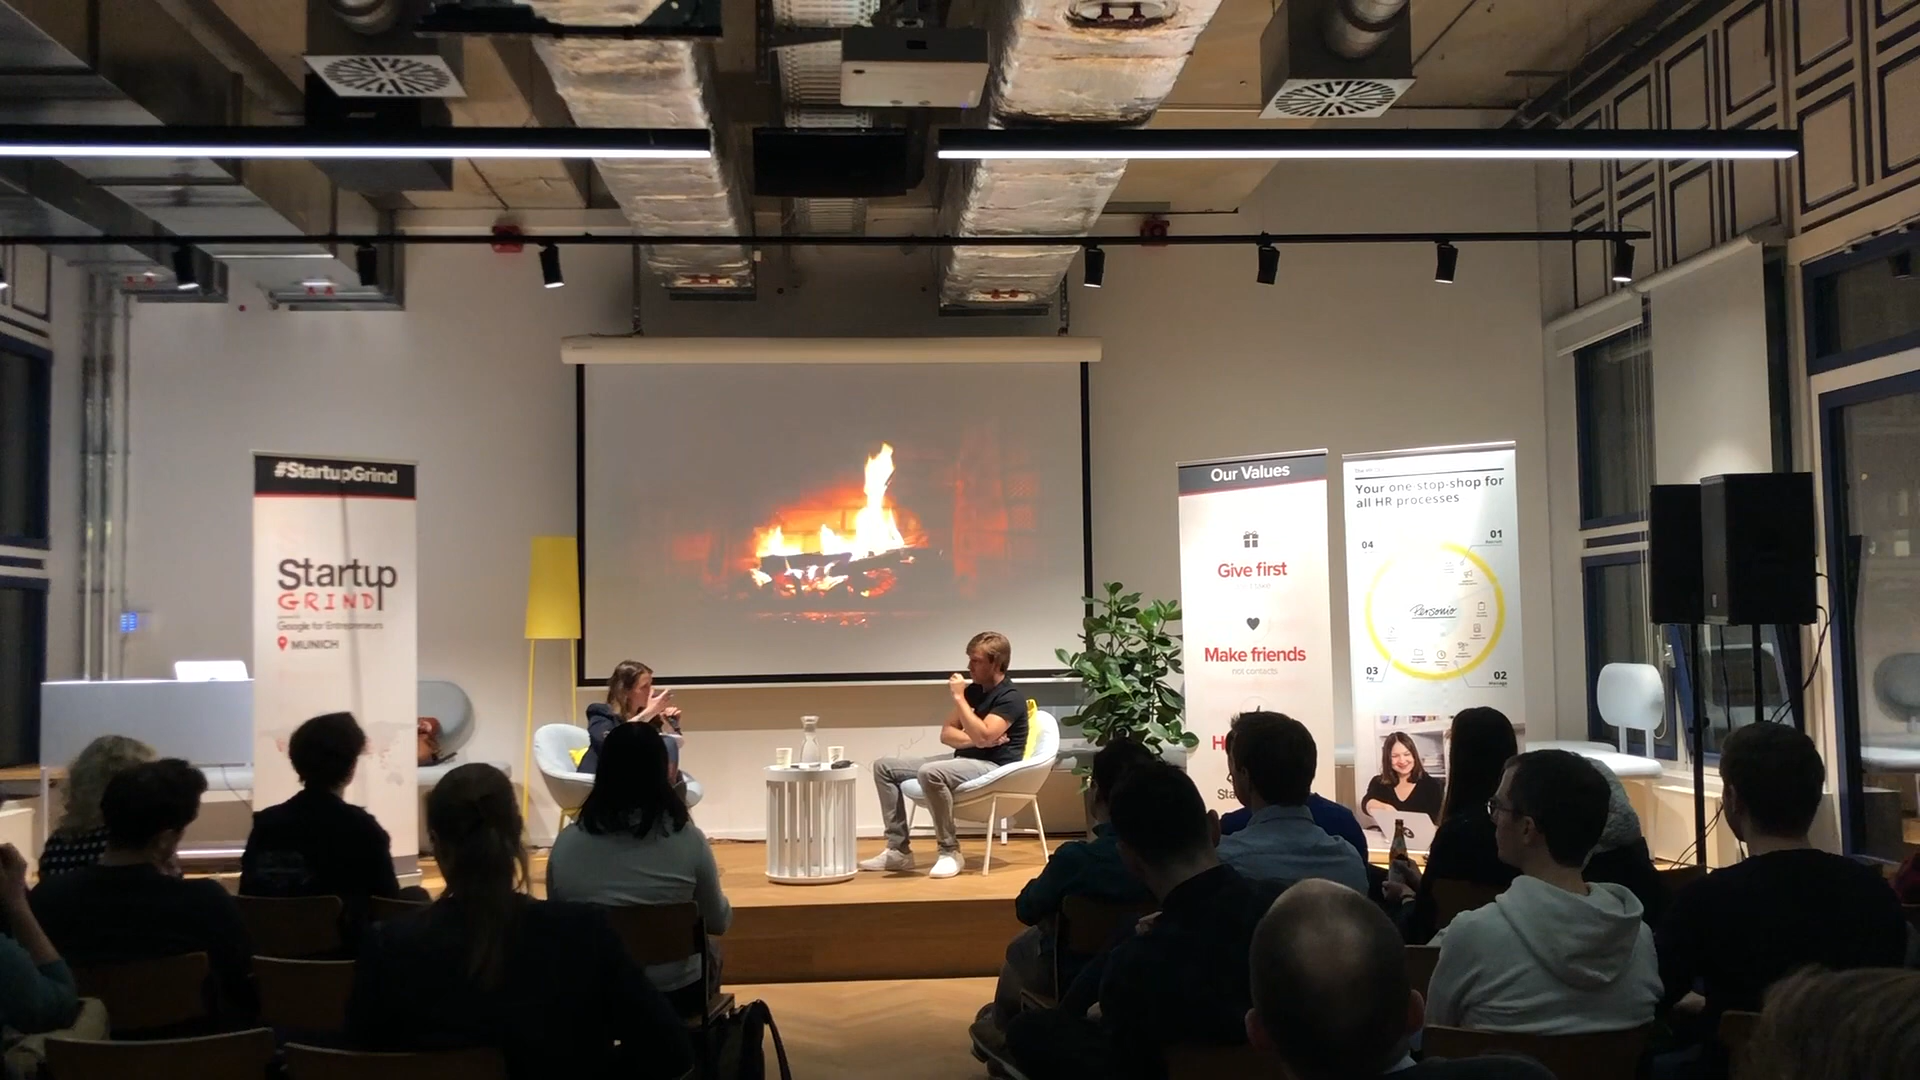 #StartupGrind
Startup
GRIND
Google for Entrepreneurs
MUNICH
Our Values
Give first
Make friends
not contacts
Your one-stop-shop for
all HR processes
01
04
Personio
03
02